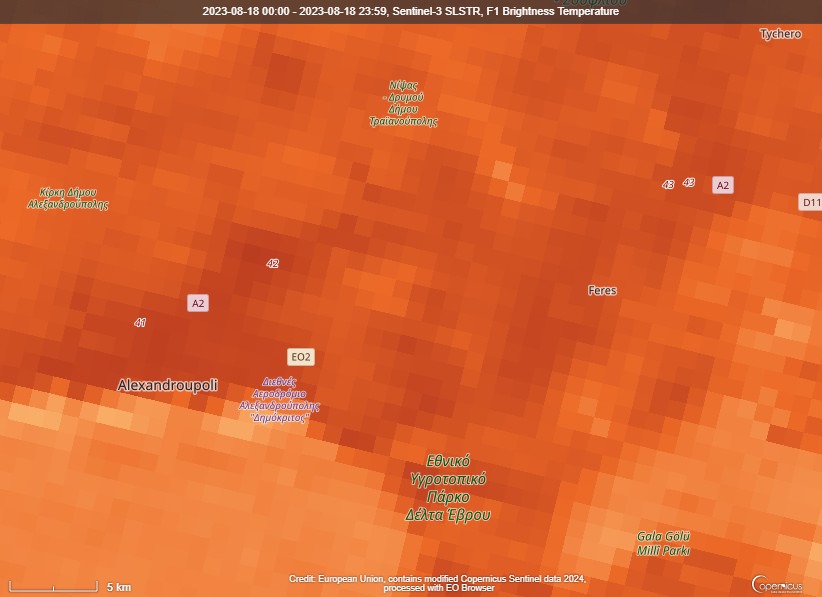 2023-08-18 00:00 - 2023-08-18 23:59, Sentinel-3 SLSTR, F1 Brightness Temperature
Tychero
Νίψας
- Δρυμού
Δήμου
Τραϊανούπολης
43
43
A2
D11
Κίρκη Δήμου
Αλεξανδρούπολης
42
Feres
A2
41
EO2
Alexandroupoli
Διεθνές
Αεροδρόμιο
Αλεξανδρούπολης
"Δημόκριτος"
Εθνικό
Υγροτοπικό
Πάρκο
Δέλτα Έβρου
Gala Gölü
Milli Parkı
5 km
Credit: European Union, contains modified Copernicus Sentinel data 2024,
processed with EO Browser
opernicus